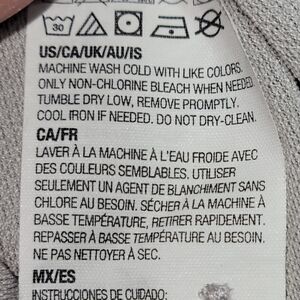 30
US/CA/UK/AU/IS
MACHINE WASH COLD WITH LIKE COLORS.
ONLY NON-CHLORINE BLEACH WHEN NEEDED.
TUMBLE DRY LOW, REMOVE PROMPTLY.
COOL IRON IF NEEDED. DO NOT DRY-CLEAN.
CA/FR
LAVER À LA MACHINE À L'EAU FROIDE AVEC
DES COULEURS SEMBLABLES. UTILISER
SEULEMENT UN AGENT DE BLANCHIMENT SANS
CHLORE AU BESOIN. SÉCHER À LA MACHINE À
BASSE TEMPÉRATURE, RETIRER RAPIDEMENT.
REPASSER À BASSE TEMPÉRATURE AU BESOIN.
NE PAS NETTOYER À SEC.
MX/ES
INSTRUCCIONES DE CUIDADO: